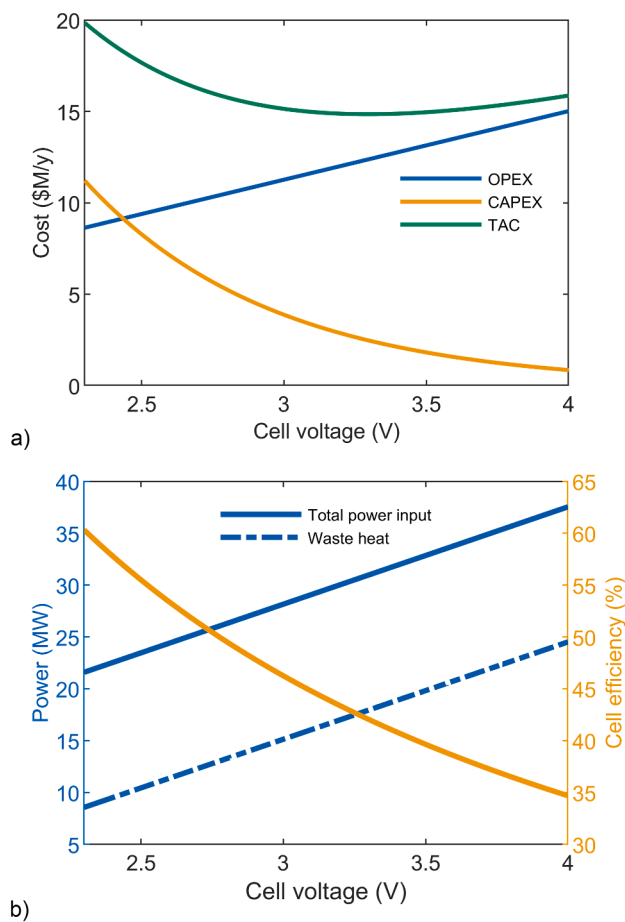 20
15
10
5
0
Cost ($M/y)
OPEX
CAPEX
TAC
2.5 3 3.5 4
Cell voltage (V)
a)
40 65
35 60
30 55
25 50
20 45
15 40
10 35
5 30
Power (MW)
Total power input
Waste heat
Cell efficiency (%)
2.5 3 3.5 4
Cell voltage (V)
b)